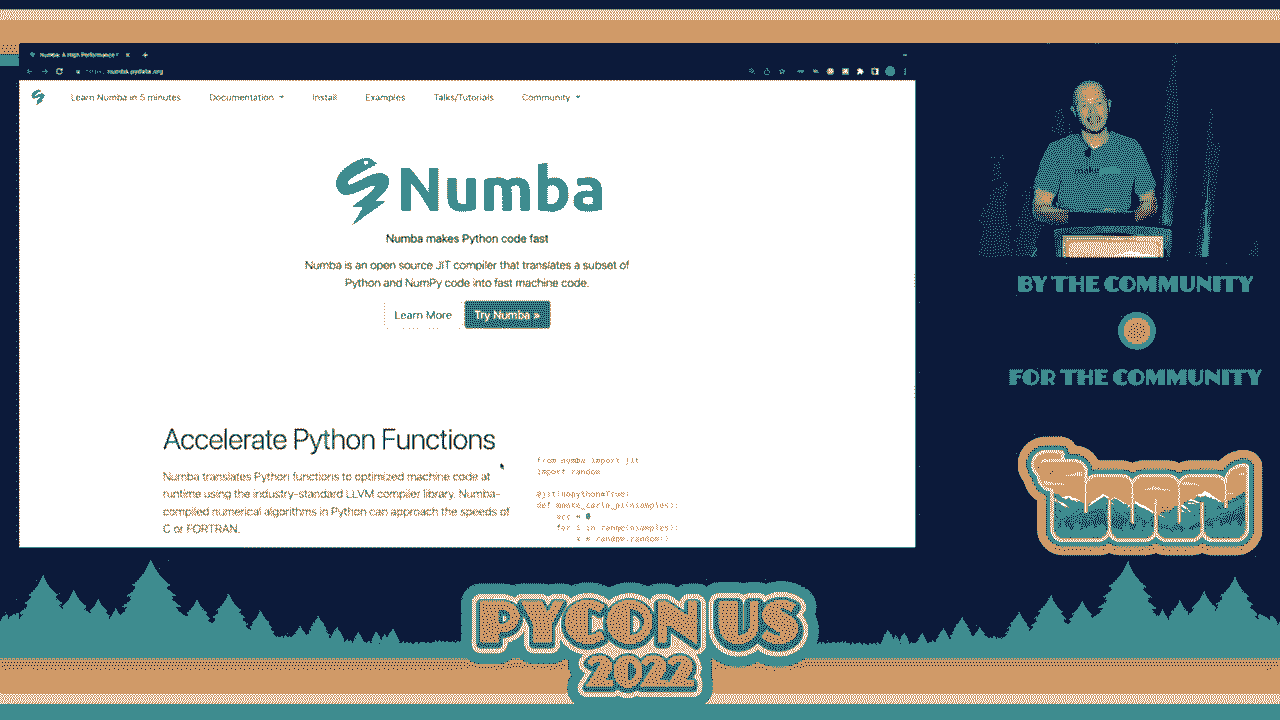 Numba: A High Performance
numba.pydata.org
Learn Numba in 5 minutes
Documentation
Install
Examples
Talks/Tutorials
Community
Numba
Numba makes Python code fast
Numba is an open source JIT compiler that translates a subset of
Python and NumPy code into fast machine code.
Learn More
Try Numba »
Accelerate Python Functions
Numba translates Python functions to optimized machine code at
runtime using the industry-standard LLVM compiler library. Numba-
compiled numerical algorithms in Python can approach the speeds of
C or FORTRAN.
from numba import jit
import random
@jit(nopython=True)
def monte_carlo_pi(nsamples):
acc = 0
for i in range(nsamples):
x = random.random()
BY THE COMMUNITY
FOR THE COMMUNITY
PYCON US
2022